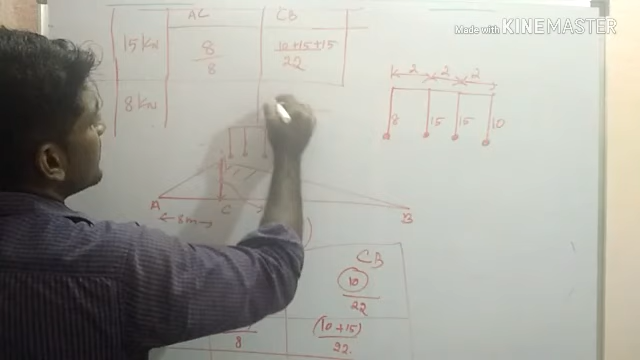 Made with KINEMASTER
AC CB
15 KN 8/8 10+15+15/22
8 KN
2 2 2
8 15 15 10
A C B
8m
CB
10/22
8 (10+15)/22